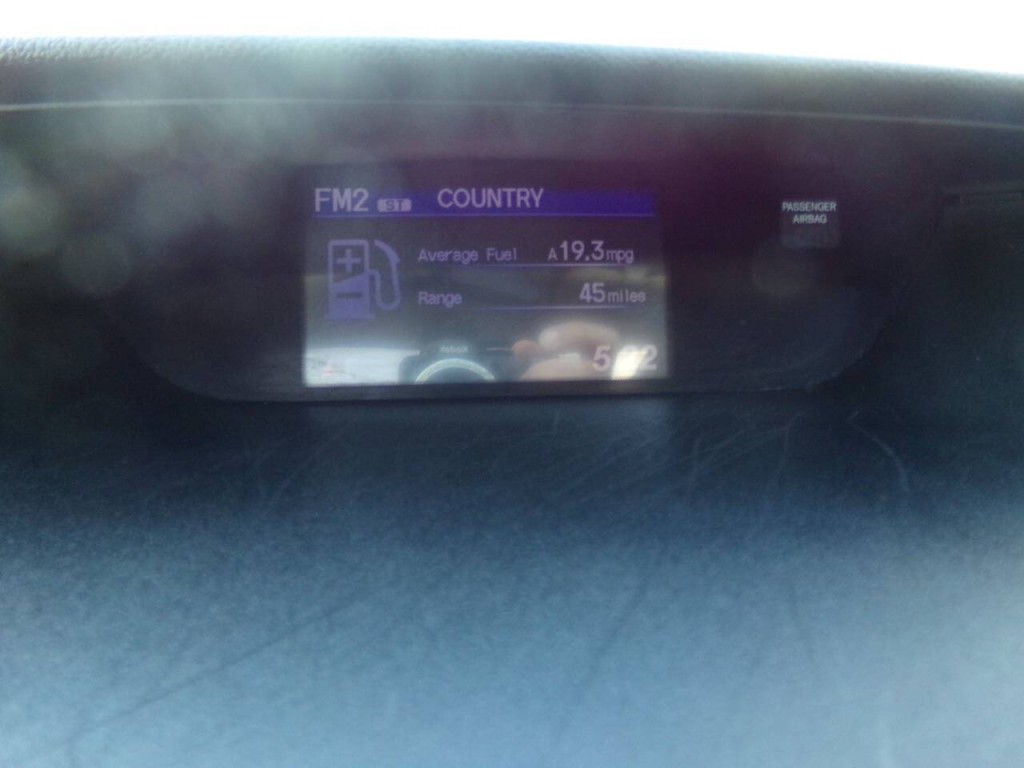 FM2 ST COUNTRY
PASSENGER
AIRBAG
Average Fuel A19.3mpg
Range 45miles